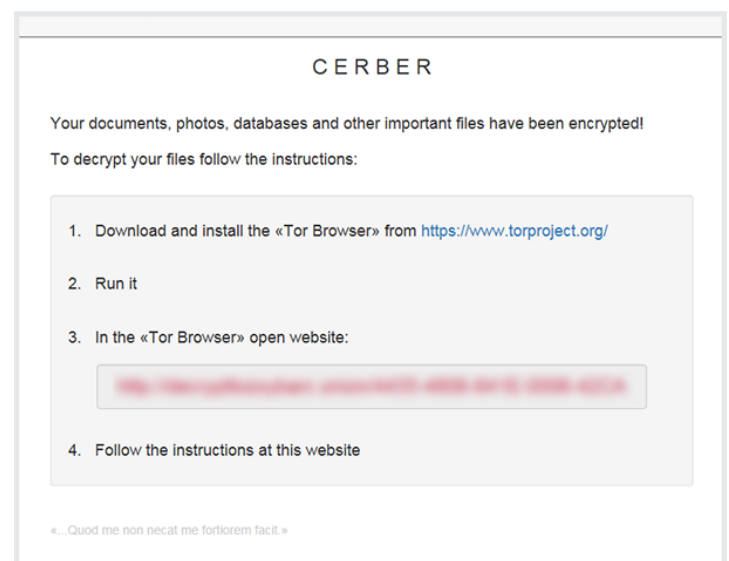 CERBER
Your documents, photos, databases and other important files have been encrypted!
To decrypt your files follow the instructions:
1. Download and install the «Tor Browser» from https://www.torproject.org/
2. Run it
3. In the «Tor Browser» open website:
4. Follow the instructions at this website
«...Quod me non necat me fortiorem facit.»